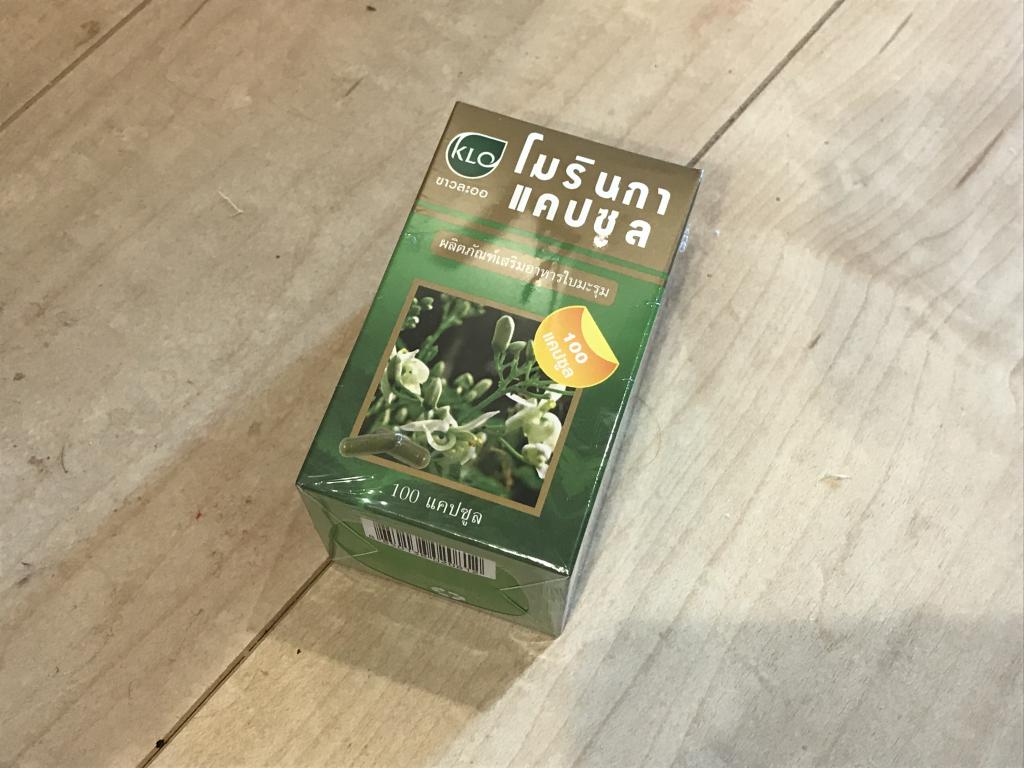 KLO
ขาวละออ
โมรินกา
แคปซูล
ผลิตภัณฑ์เสริมอาหารใบมะรุม
100
แคปซูล
100 แคปซูล